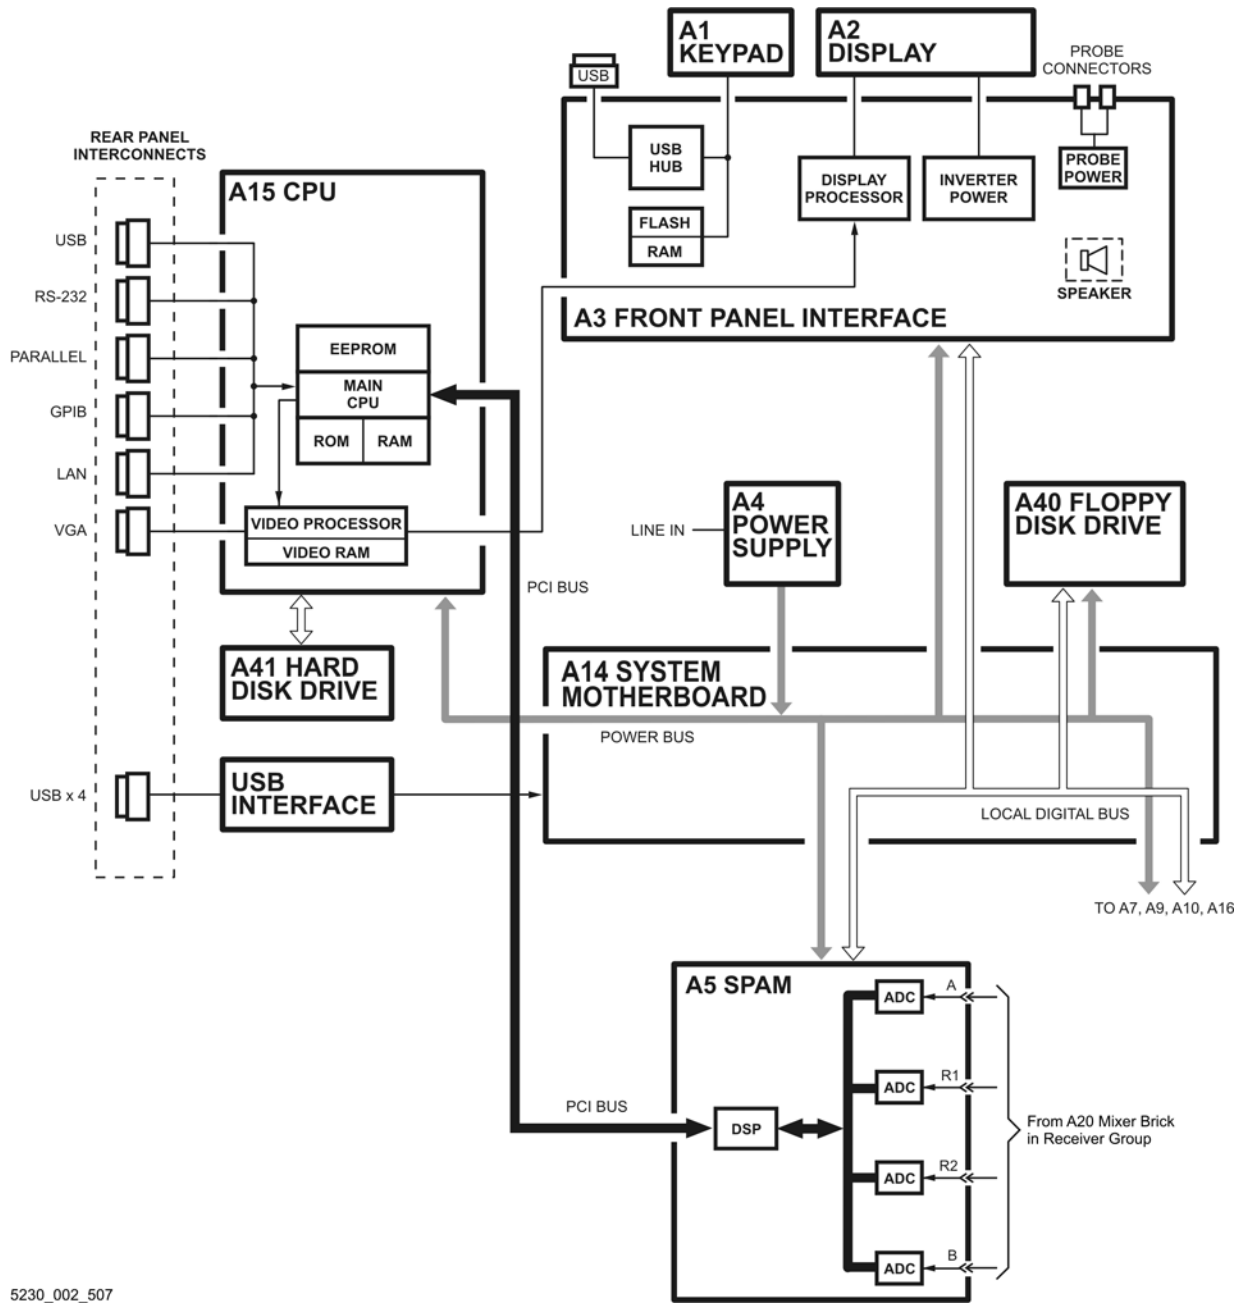 A1
KEYPAD
A2
DISPLAY
PROBE
CONNECTORS
USB
USB
HUB
FLASH
RAM
DISPLAY
PROCESSOR
INVERTER
POWER
PROBE
POWER
SPEAKER
A3 FRONT PANEL INTERFACE
REAR PANEL
INTERCONNECTS
USB
RS-232
PARALLEL
GPIB
LAN
VGA
A15 CPU
EEPROM
MAIN
CPU
ROM
RAM
VIDEO PROCESSOR
VIDEO RAM
PCI BUS
LINE IN
A4
POWER
SUPPLY
A40 FLOPPY
DISK DRIVE
A41 HARD
DISK DRIVE
A14 SYSTEM
MOTHERBOARD
POWER BUS
USB x 4
USB
INTERFACE
LOCAL DIGITAL BUS
TO A7, A9, A10, A16
A5 SPAM
ADC
A
ADC
R1
PCI BUS
DSP
From A20 Mixer Brick
in Receiver Group
ADC
R2
ADC
B
5230_002_507